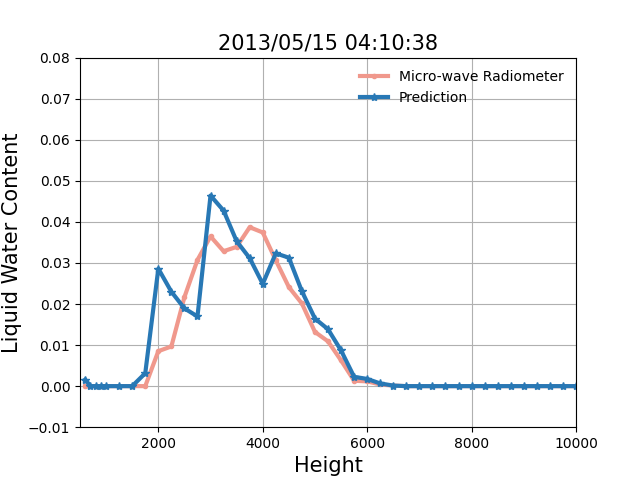 2013/05/15 04:10:38
Micro-wave Radiometer
Prediction
Liquid Water Content
0.08
0.07
0.06
0.05
0.04
0.03
0.02
0.01
0.00
−0.01
2000 4000 6000 8000 10000
Height